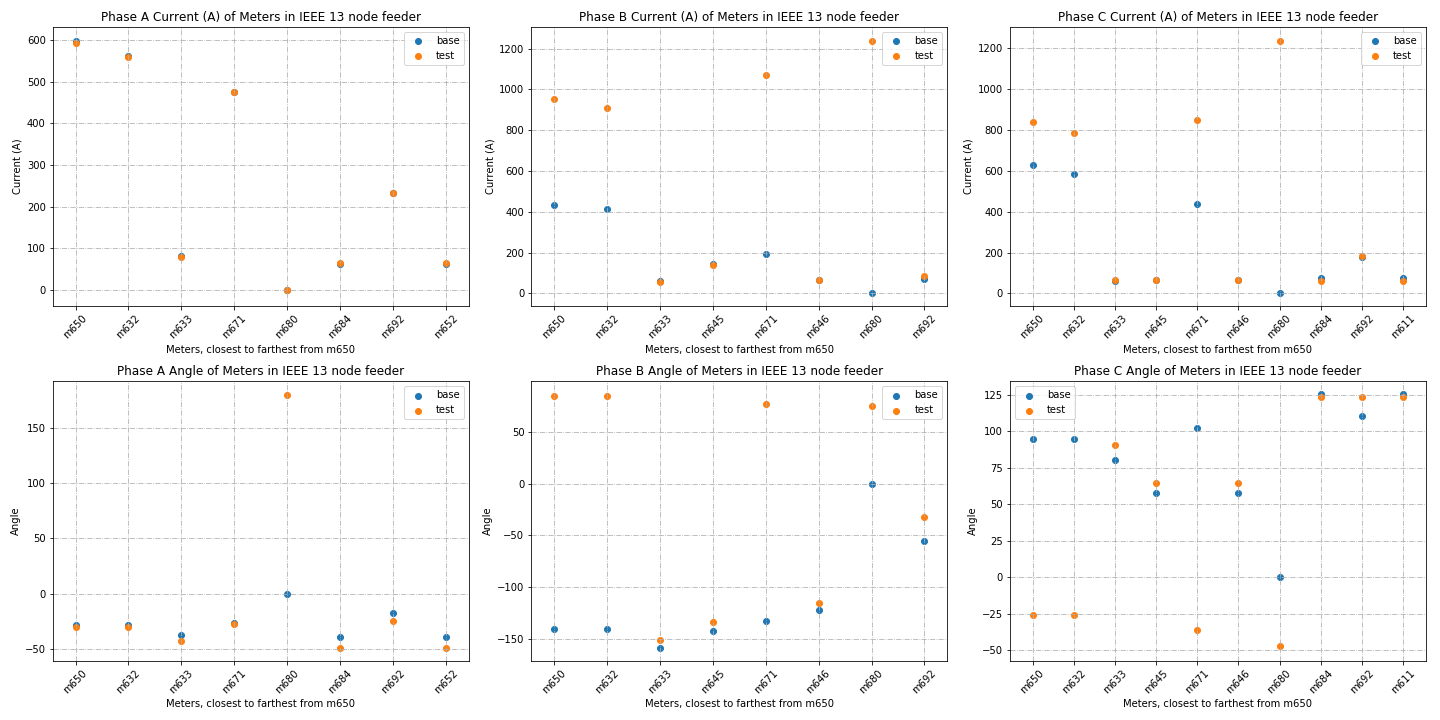 Phase A Current (A) of Meters in IEEE 13 node feeder
600
500
400
300
200
100
0
Current (A)
base
test
m650
m632
m633
m671
m680
m684
m692
m652
Meters, closest to farthest from m650
Phase B Current (A) of Meters in IEEE 13 node feeder
1200
1000
800
600
400
200
0
Current (A)
base
test
m650
m632
m633
m645
m671
m646
m680
m692
Meters, closest to farthest from m650
Phase C Current (A) of Meters in IEEE 13 node feeder
1200
1000
800
600
400
200
0
Current (A)
base
test
m650
m632
m633
m645
m671
m646
m680
m684
m692
m611
Meters, closest to farthest from m650
Phase A Angle of Meters in IEEE 13 node feeder
150
100
50
0
−50
Angle
base
test
m650
m632
m633
m671
m680
m684
m692
m652
Meters, closest to farthest from m650
Phase B Angle of Meters in IEEE 13 node feeder
50
0
−50
−100
−150
Angle
base
test
m650
m632
m633
m645
m671
m646
m680
m692
Meters, closest to farthest from m650
Phase C Angle of Meters in IEEE 13 node feeder
125
100
75
50
25
0
−25
−50
Angle
base
test
m650
m632
m633
m645
m671
m646
m680
m684
m692
m611
Meters, closest to farthest from m650